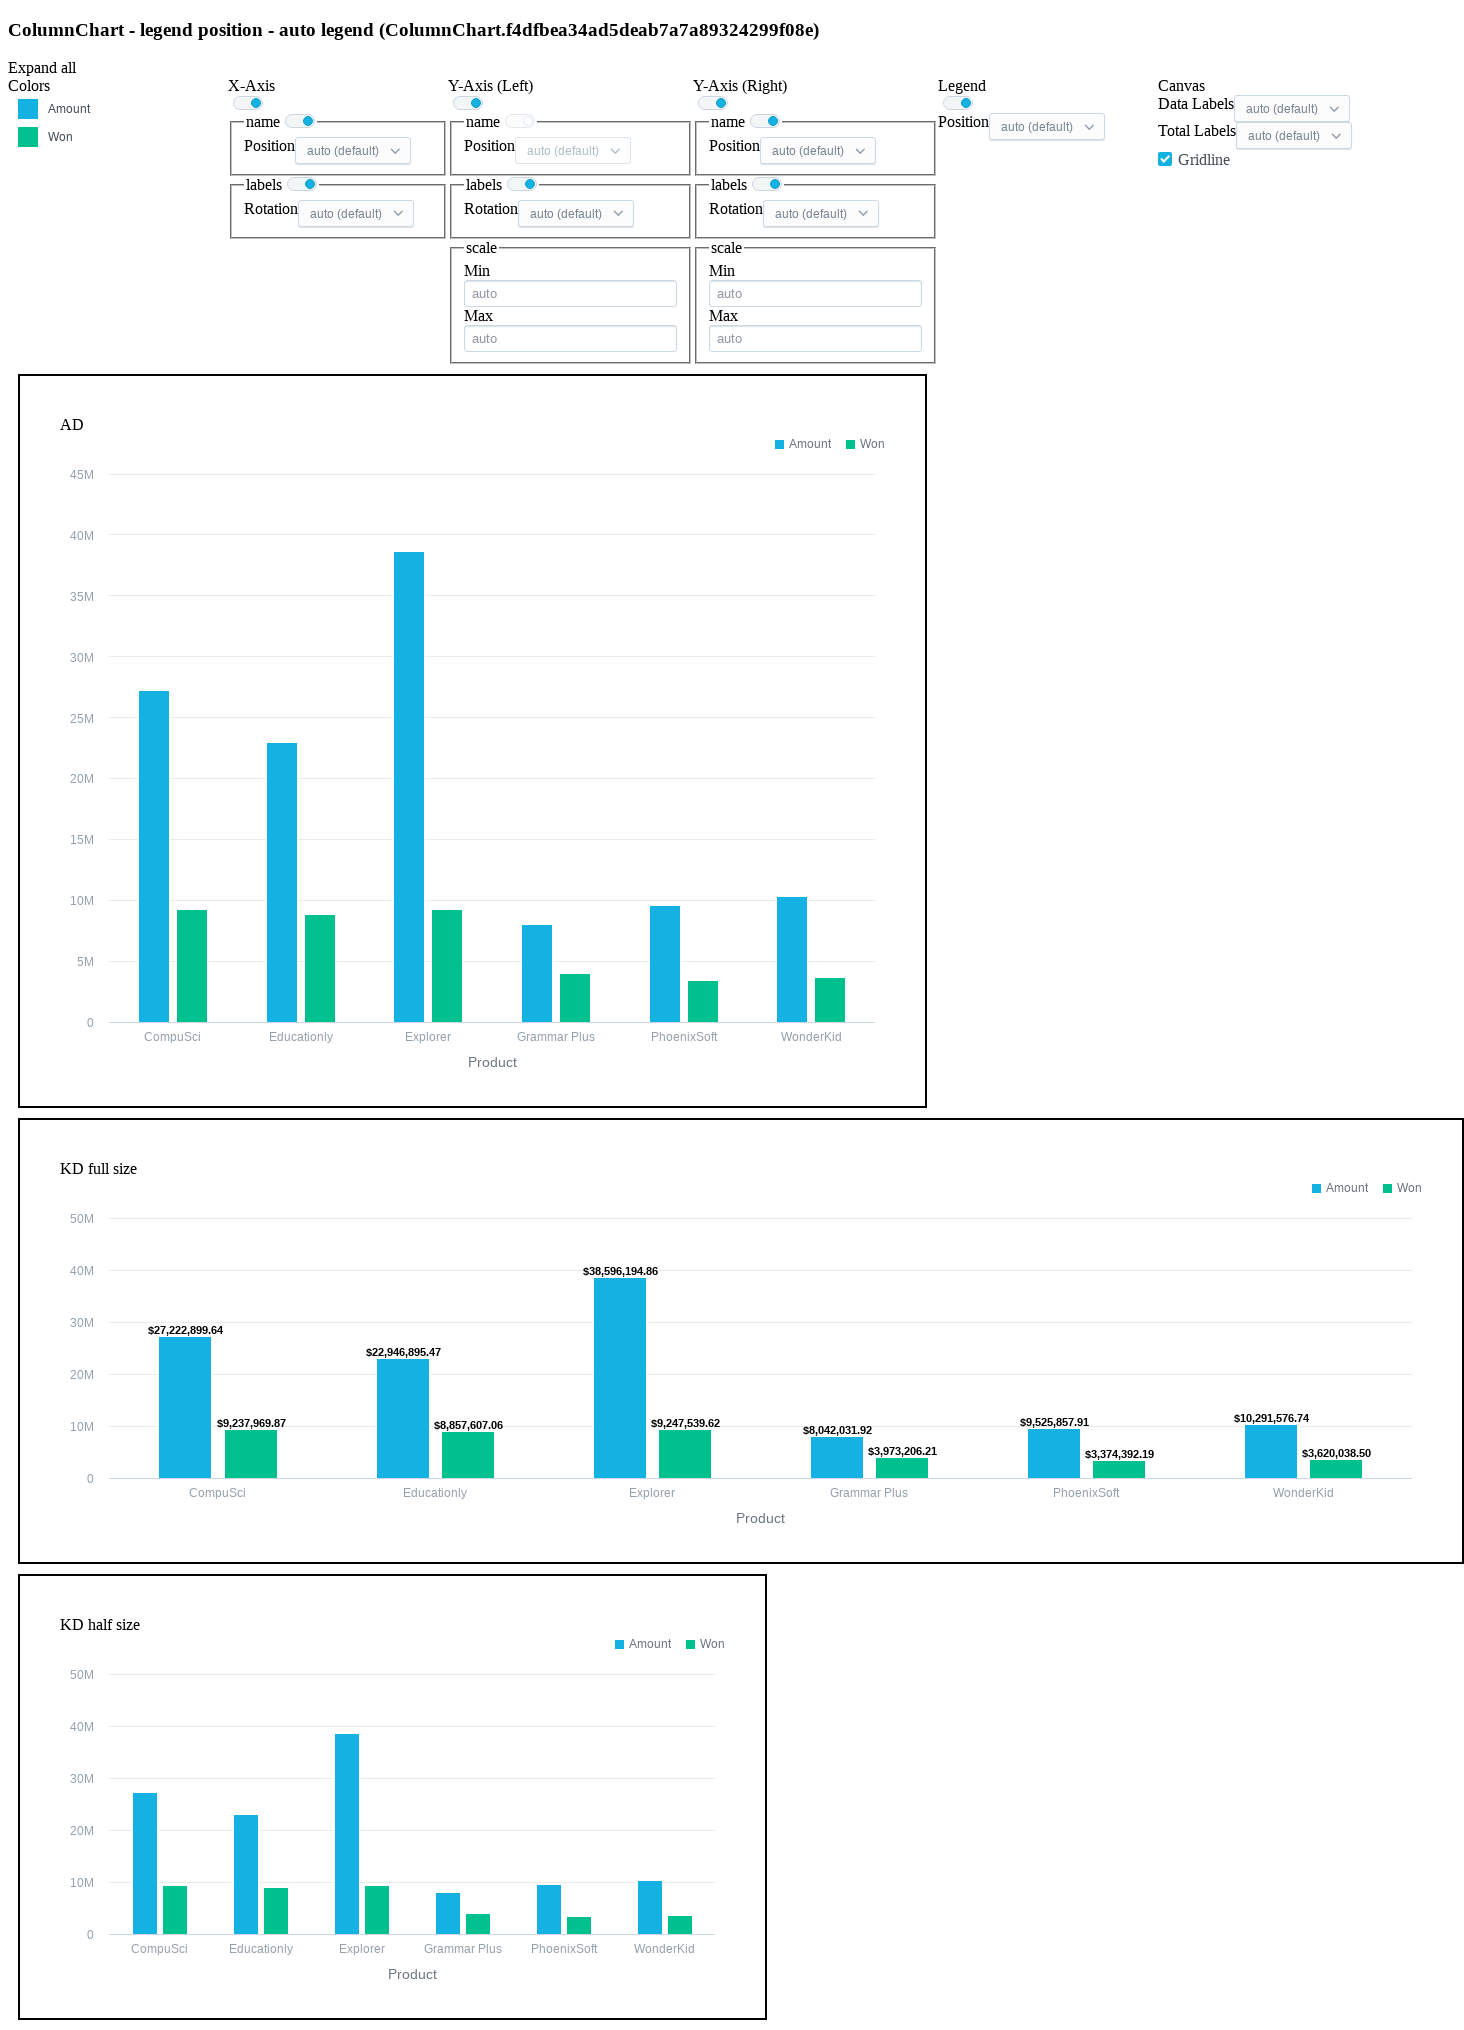 ColumnChart - legend position - auto legend (ColumnChart.f4dfbea34ad5deab7a7a89324299f08e)
Expand all
Colors
Amount
Won
X-Axis
name
Position auto (default)
labels
Rotation auto (default)
Y-Axis (Left)
name
Position auto (default)
labels
Rotation auto (default)
scale
Min
auto
Max
auto
Y-Axis (Right)
name
Position auto (default)
labels
Rotation auto (default)
scale
Min
auto
Max
auto
Legend
Position auto (default)
Canvas
Data Labels auto (default)
Total Labels auto (default)
Gridline
AD
Amount Won
45M
40M
35M
30M
25M
20M
15M
10M
5M
0
CompuSci Educationly Explorer Grammar Plus PhoenixSoft WonderKid
Product
KD full size
Amount Won
50M
40M
30M
20M
10M
0
$27,222,899.64
$9,237,969.87
$22,946,895.47
$8,857,607.06
$38,596,194.86
$9,247,539.62
$8,042,031.92
$3,973,206.21
$9,525,857.91
$3,374,392.19
$10,291,576.74
$3,620,038.50
CompuSci Educationly Explorer Grammar Plus PhoenixSoft WonderKid
Product
KD half size
Amount Won
50M
40M
30M
20M
10M
0
CompuSci Educationly Explorer Grammar Plus PhoenixSoft WonderKid
Product